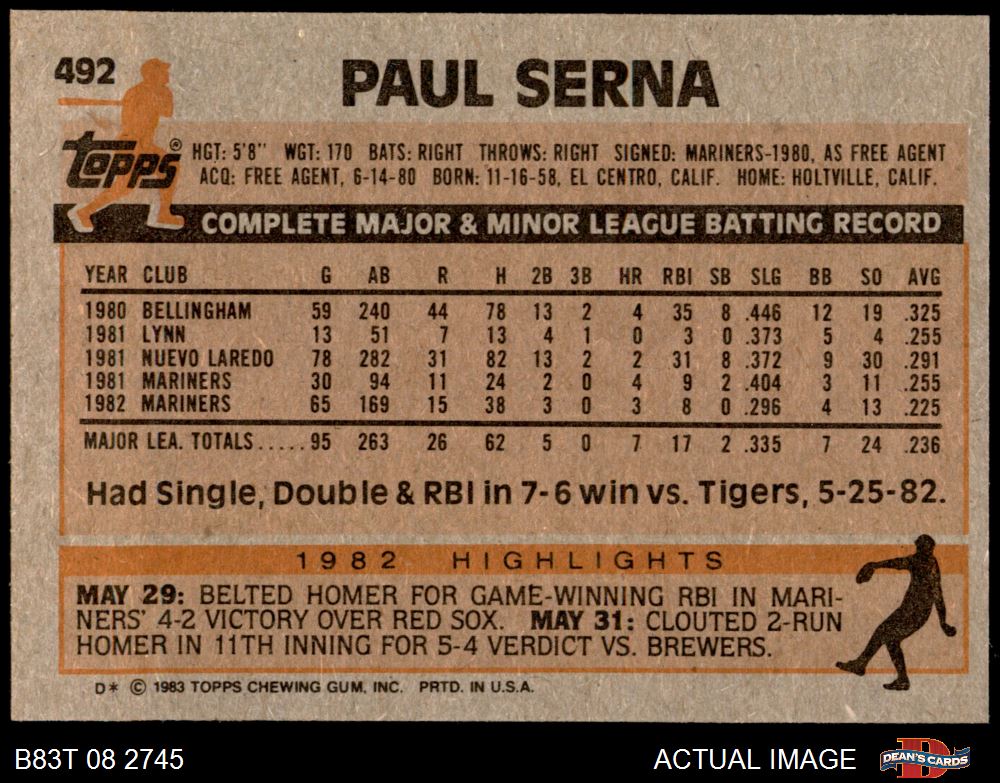 492
PAUL SERNA
Topps®
HGT: 5'8" WGT: 170 BATS: RIGHT THROWS: RIGHT SIGNED: MARINERS-1980, AS FREE AGENT
ACQ: FREE AGENT, 6-14-80 BORN: 11-16-58, EL CENTRO, CALIF. HOME: HOLTVILLE, CALIF.
COMPLETE MAJOR & MINOR LEAGUE BATTING RECORD
YEAR CLUB G AB R H 2B 3B HR RBI SB SLG BB SO AVG
1980 BELLINGHAM 59 240 44 78 13 2 4 35 8 .446 12 19 .325
1981 LYNN 13 51 7 13 4 1 0 3 0 .373 5 4 .255
1981 NUEVO LAREDO 78 282 31 82 13 2 2 31 8 .372 9 30 .291
1981 MARINERS 30 94 11 24 2 0 4 9 2 .404 3 11 .255
1982 MARINERS 65 169 15 38 3 0 3 8 0 .296 4 13 .225
MAJOR LEA. TOTALS.....95 263 26 62 5 0 7 17 2 .335 7 24 .236
Had Single, Double & RBI in 7-6 win vs. Tigers, 5-25-82.
1982 HIGHLIGHTS
MAY 29: BELTED HOMER FOR GAME-WINNING RBI IN MARI-
NERS' 4-2 VICTORY OVER RED SOX. MAY 31: CLOUTED 2-RUN
HOMER IN 11TH INNING FOR 5-4 VERDICT VS. BREWERS.
D* © 1983 TOPPS CHEWING GUM, INC. PRTD. IN U.S.A.
B83T 08 2745 ACTUAL IMAGE D DEAN'S CARDS